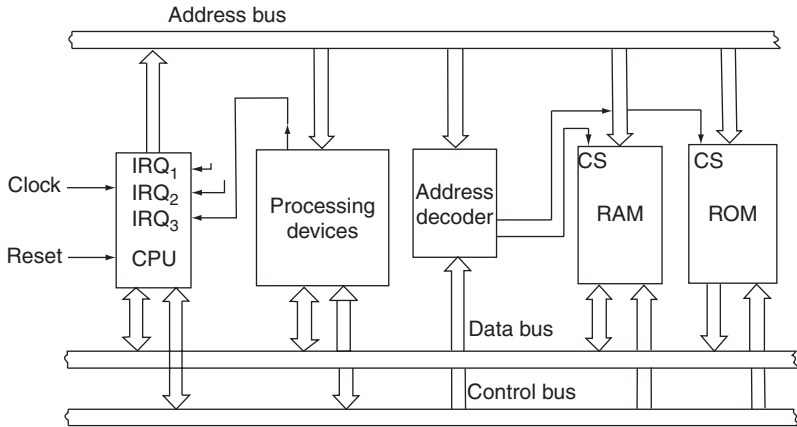 Address bus
Clock
Reset
IRQ1
IRQ2
IRQ3
CPU
Processing
devices
Address
decoder
CS
RAM
CS
ROM
Data bus
Control bus